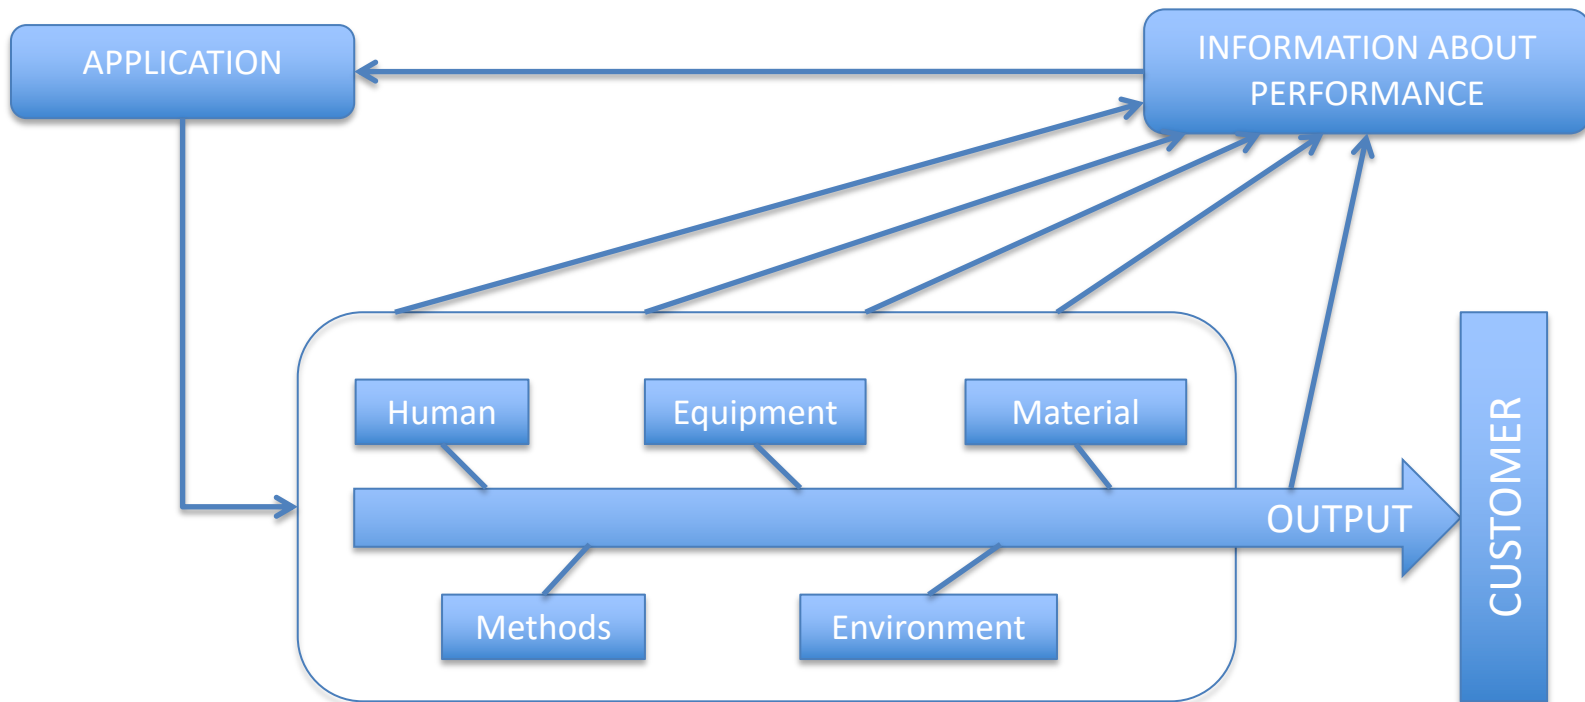 APPLICATION
INFORMATION ABOUT
PERFORMANCE
Human
Equipment
Material
OUTPUT
CUSTOMER
Methods
Environment